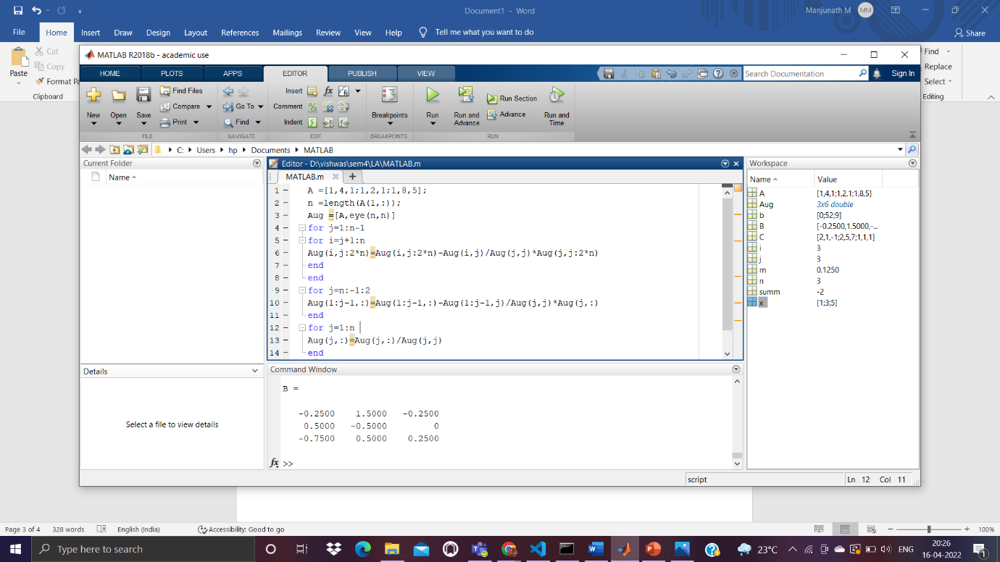 Document1 - Word
Manjunath M MM
File Home Insert Draw Design Layout References Mailings Review View Help Tell me what you want to do Share
Paste
Cut
Copy
Format Pa
Clipboard
Find
Replace
Select
Editing
MATLAB R2018b - academic use
HOME PLOTS APPS EDITOR PUBLISH VIEW
Search Documentation
Sign In
New Open Save
Find Files
Compare
Print
FILE
Go To
Find
NAVIGATE
Insert fx
Comment
Indent
EDIT
Breakpoints
BREAKPOINTS
Run
Run and Advance
Run Section
Advance
Run and Time
RUN
C: Users hp Documents MATLAB
Current Folder
Name
Details
Select a file to view details
Editor - D:\vishwas\sem4\LA\MATLAB.m
MATLAB.m +
1 A =[1,4,1;1,2,1;1,8,5];
2 n =length(A(1,:));
3 Aug =[A,eye(n,n)]
4 for j=1:n-1
5 for i=j+1:n
6 Aug(i,j:2*n)=Aug(i,j:2*n)-Aug(i,j)/Aug(j,j)*Aug(j,j:2*n)
7 end
8 end
9 for j=n:-1:2
10 Aug(1:j-1,:)=Aug(1:j-1,:)-Aug(1:j-1,j)/Aug(j,j)*Aug(j,:)
11 end
12 for j=1:n
13 Aug(j,:)=Aug(j,:)/Aug(j,j)
14 end
Command Window
B =
-0.2500 1.5000 -0.2500
0.5000 -0.5000 0
-0.7500 0.5000 0.2500
fx >>
Workspace
Name Value
A [1,4,1;1,2,1;1,8,5]
Aug 3x6 double
b [0;52;9]
B [-0.2500,1.5000,-...
C [2,1,-1;2,5,7;1,1,1]
i 3
j 3
m 0.1250
n 3
summ -2
x [1;3;5]
script
Ln 12 Col 11
Page 3 of 4 328 words English (India) Accessibility: Good to go 100%
Type here to search
23°C
ENG
20:26
16-04-2022
1